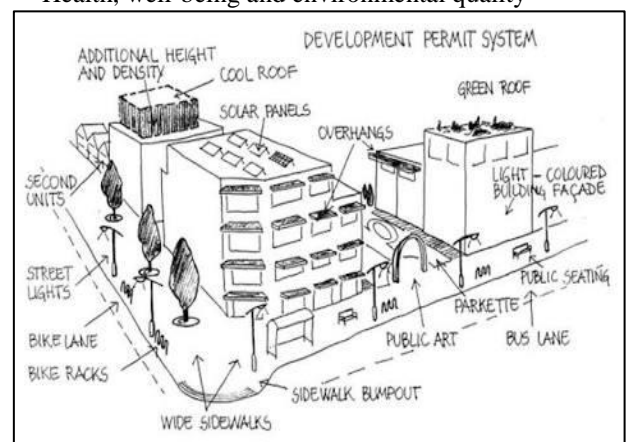 Health, well-being and environmental quality
DEVELOPMENT PERMIT SYSTEM
ADDITIONAL HEIGHT
AND DENSITY
COOL ROOF
SOLAR PANELS
GREEN ROOF
OVERHANGS
SECOND
UNITS
LIGHT-COLOURED
BUILDING FAÇADE
STREET
LIGHTS
PUBLIC SEATING
PARKETTE
BIKE LANE
PUBLIC ART
BUS LANE
BIKE RACKS
SIDEWALK BUMPOUT
WIDE SIDEWALKS